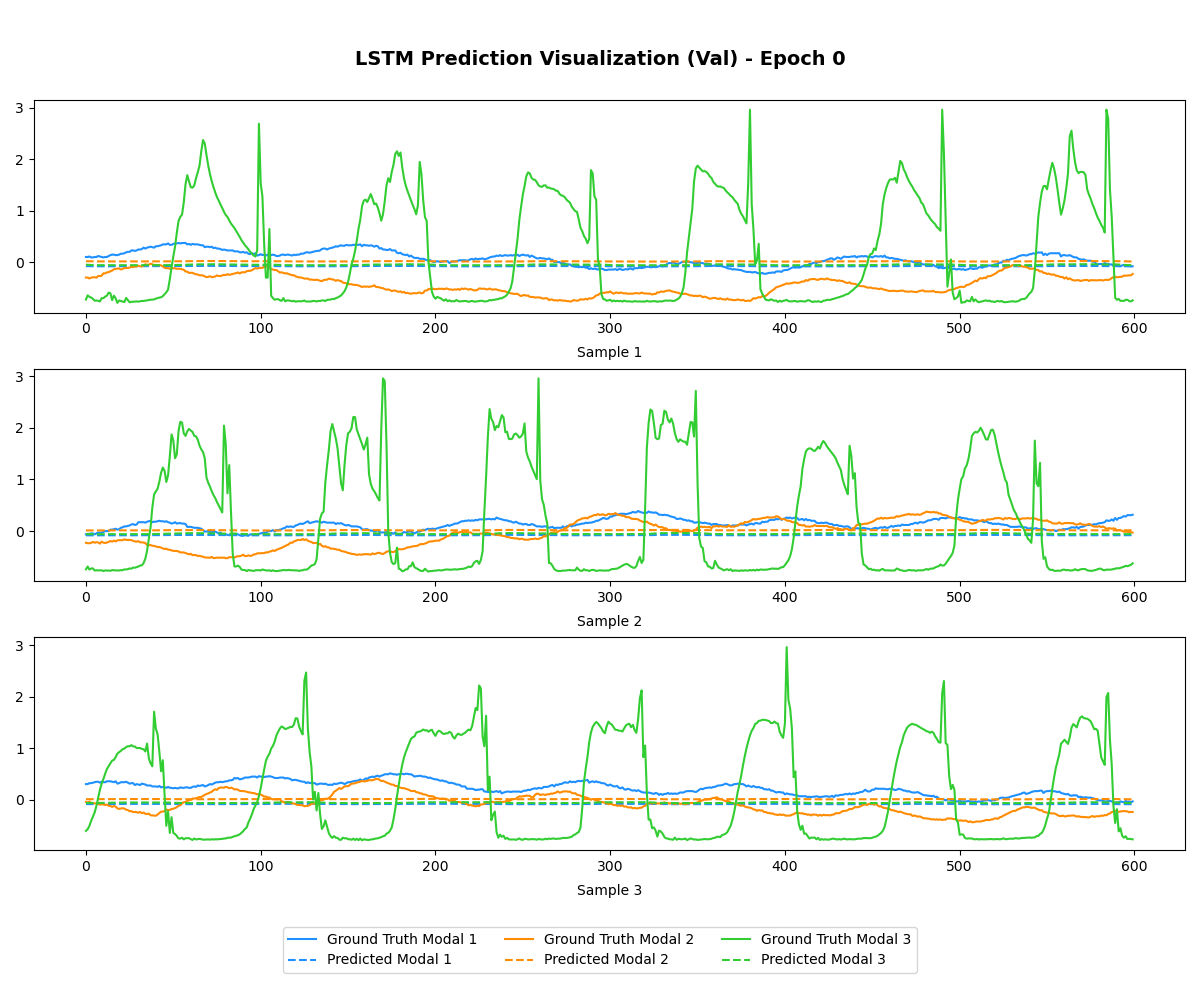 LSTM Prediction Visualization (Val) - Epoch 0
3
2
1
0
0 100 200 300 400 500 600
Sample 1
3
2
1
0
0 100 200 300 400 500 600
Sample 2
3
2
1
0
0 100 200 300 400 500 600
Sample 3
Ground Truth Modal 1 Ground Truth Modal 2 Ground Truth Modal 3
Predicted Modal 1 Predicted Modal 2 Predicted Modal 3